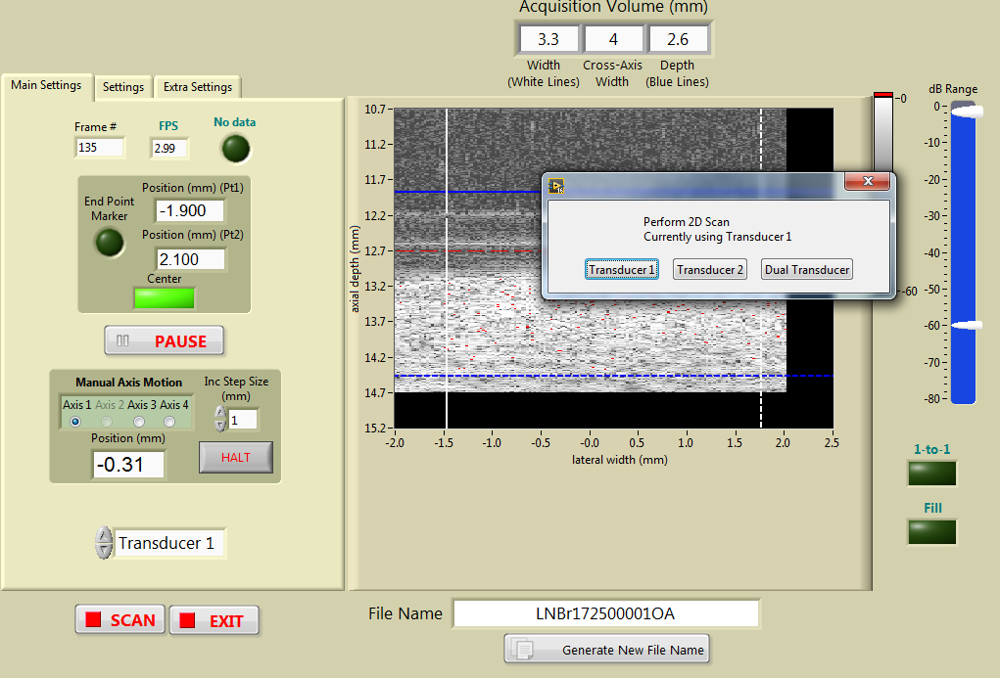 Acquisition Volume (mm)
3.3 4 2.6
Width Cross-Axis Depth
(White Lines) Width (Blue Lines)
Main Settings Settings Extra Settings
Frame # FPS No data
135 2.99
End Point
Marker
Position (mm) (Pt1)
-1.900
Position (mm) (Pt2)
2.100
Center
PAUSE
Manual Axis Motion
Axis 1 Axis 2 Axis 3 Axis 4
Position (mm)
-0.31
Inc Step Size
(mm)
1
HALT
Transducer 1
SCAN EXIT
axial depth (mm)
10.7
11.2
11.7
12.2
12.7
13.2
13.7
14.2
14.7
15.2
-2.0 -1.5 -1.0 -0.5 -0.0 0.5 1.0 1.5 2.0 2.5
lateral width (mm)
Perform 2D Scan
Currently using Transducer 1
Transducer 1 Transducer 2 Dual Transducer
-0
-60
dB Range
0
-10
-20
-30
-40
-50
-60
-70
-80
1-to-1
Fill
File Name LNBr172500001OA
Generate New File Name